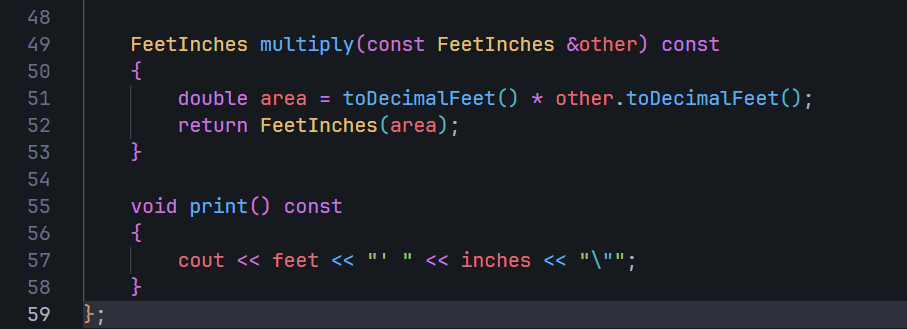 48
49 FeetInches multiply(const FeetInches &other) const
50 {
51 double area = toDecimalFeet() * other.toDecimalFeet();
52 return FeetInches(area);
53 }
54
55 void print() const
56 {
57 cout << feet << "' " << inches << "\"";
58 }
59 };